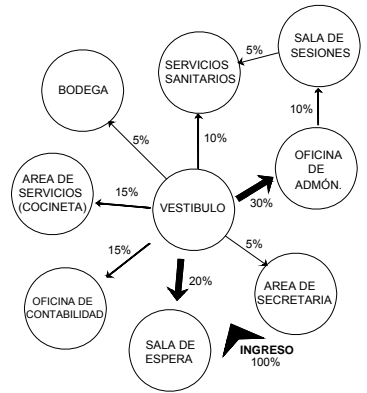 SALA DE
SESIONES
5%
SERVICIOS
SANITARIOS
BODEGA
10%
5%
10%
OFICINA
DE
ADMÓN.
AREA DE
SERVICIOS
(COCINETA)
15%
VESTIBULO
30%
15%
5%
20%
AREA DE
SECRETARIA
OFICINA DE
CONTABILIDAD
SALA DE
ESPERA
INGRESO
100%